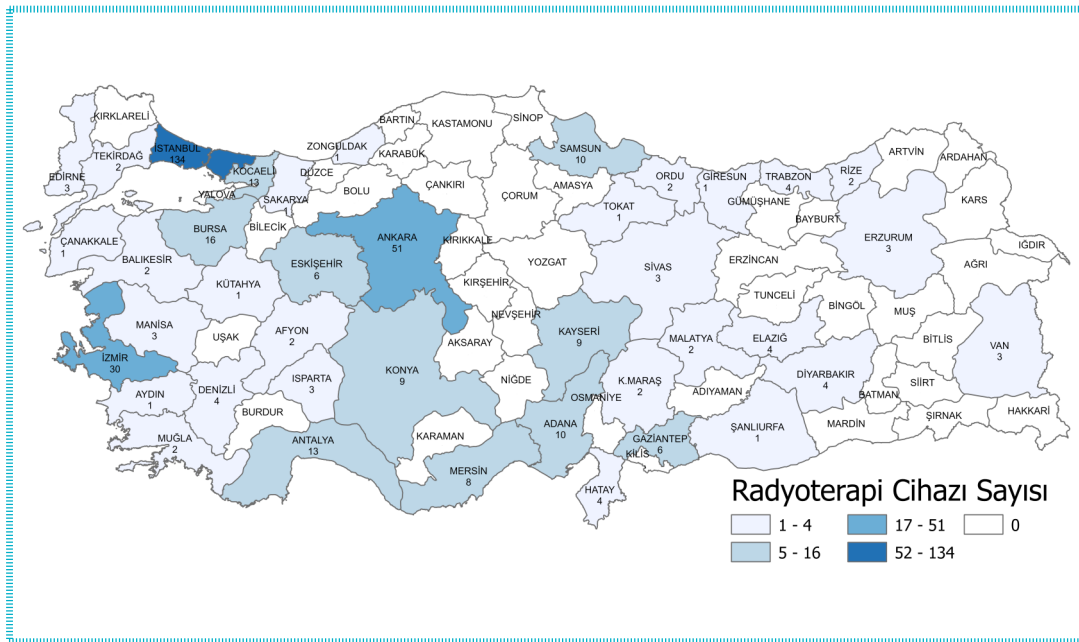 KIRKLARELİ
EDİRNE
3
TEKİRDAĞ
2
İSTANBUL
134
KOCAELİ
13
YALOVA
SAKARYA
1
DÜZCE
ZONGULDAK
1
BARTIN
KARABÜK
KASTAMONU
SİNOP
BOLU
ÇANKIRI
ÇORUM
SAMSUN
10
AMASYA
TOKAT
1
ORDU
2
GİRESUN
1
GÜMÜŞHANE
TRABZON
4
RİZE
2
BAYBURT
ARTVİN
ARDAHAN
KARS
IĞDIR
AĞRI
ERZURUM
3
ERZİNCAN
ÇANAKKALE
1
BALIKESİR
2
BURSA
16
BİLECİK
ESKİŞEHİR
6
KÜTAHYA
1
ANKARA
51
KIRIKKALE
KIRŞEHİR
YOZGAT
SİVAS
3
TUNCELİ
BİNGÖL
MUŞ
BİTLİS
VAN
3
MANİSA
3
UŞAK
AFYON
2
İZMİR
30
AYDIN
1
DENİZLİ
4
ISPARTA
3
BURDUR
MUĞLA
2
ANTALYA
13
KONYA
9
AKSARAY
NEVŞEHİR
NİĞDE
KAYSERİ
9
KARAMAN
MERSİN
8
ADANA
10
OSMANİYE
K.MARAŞ
2
MALATYA
2
ELAZIĞ
4
ADIYAMAN
GAZİANTEP
6
KİLİS
HATAY
4
ŞANLIURFA
1
DİYARBAKIR
4
BATMAN
SİİRT
MARDİN
ŞIRNAK
HAKKARİ
Radyoterapi Cihazı Sayısı
1 - 4
17 - 51
0
5 - 16
52 - 134